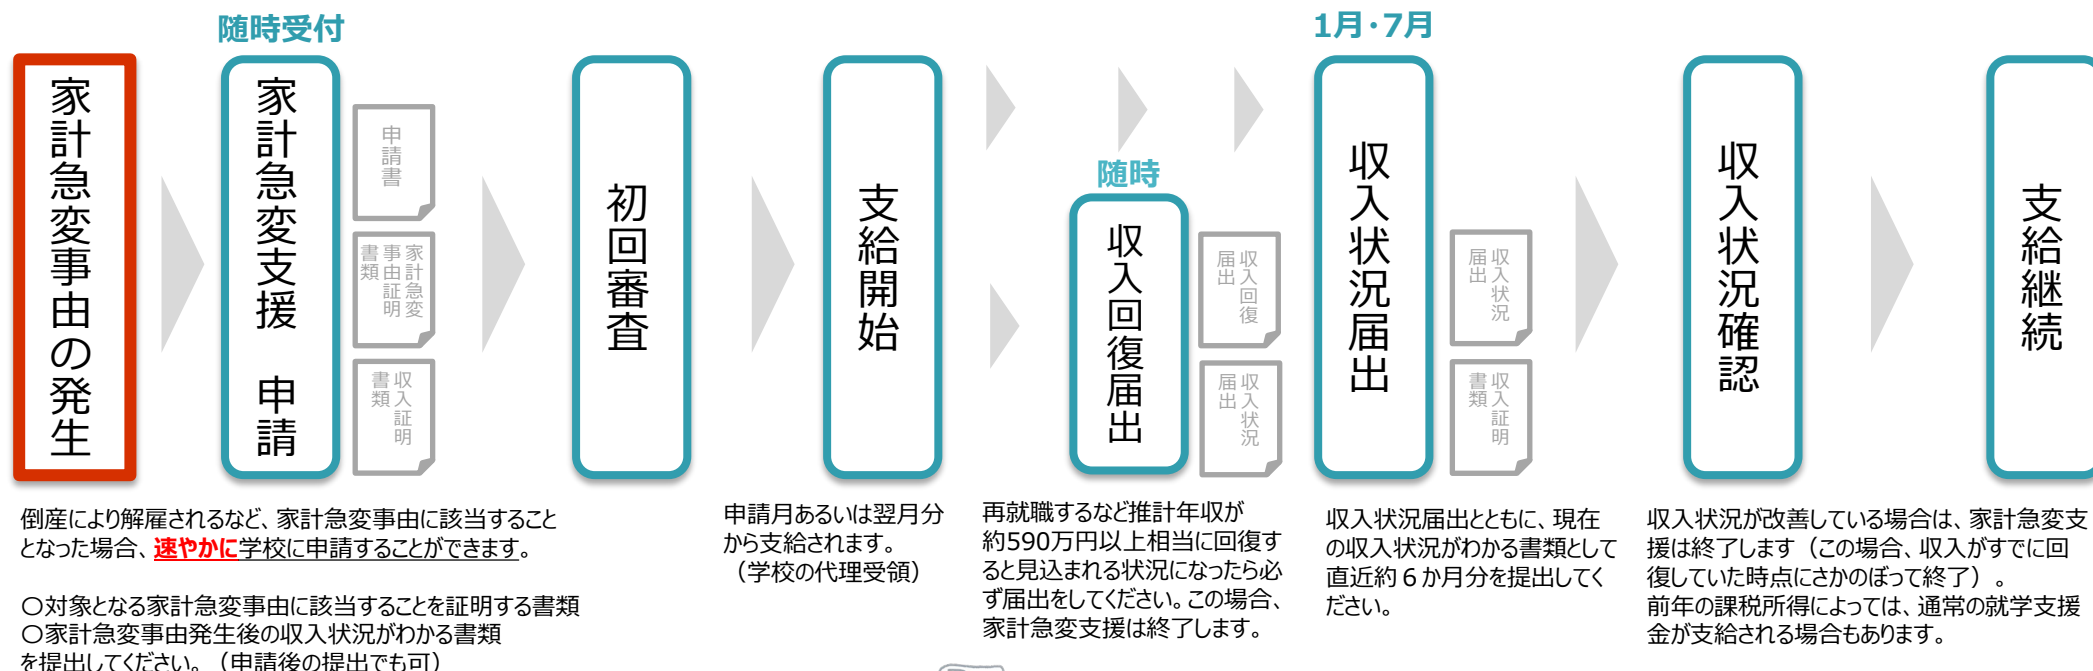 随時受付
1月・7月
家計急変事由の発生
家計急変支援　申請
申請書
家計急変
事由証明
書類
収入証明
書類
初回審査
支給開始
随時
収入回復届出
収入回復
届出
収入状況
届出
収入状況届出
収入状況
届出
収入証明
書類
収入状況確認
支給継続
倒産により解雇されるなど、家計急変事由に該当すること
となった場合、速やかに学校に申請することができます。
〇対象となる家計急変事由に該当することを証明する書類
〇家計急変事由発生後の収入状況がわかる書類
を提出してください。（申請後の提出でも可）
申請月あるいは翌月分
から支給されます。
（学校の代理受領）
再就職するなど推計年収が
約590万円以上相当に回復す
ると見込まれる状況になったら必
ず届出をしてください。この場合、
家計急変支援は終了します。
収入状況届出とともに、現在
の収入状況がわかる書類として
直近約６か月分を提出してく
ださい。
収入状況が改善している場合は、家計急変支
援は終了します（この場合、収入がすでに回
復していた時点にさかのぼって終了）。
前年の課税所得によっては、通常の就学支援
金が支給される場合もあります。